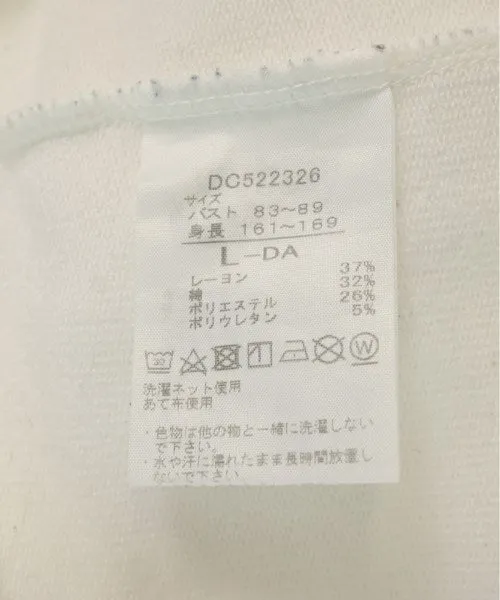 DC522326
サイズ
バスト 83～89
身長 161～169
L-DA
レーヨン 37%
綿 32%
ポリエステル 26%
ポリウレタン 5%
30 W
洗濯ネット使用
あて布使用
・色物は他の物と一緒に洗濯しない
で下さい。
・水や汗に濡れたまま長時間放置し
ないで下さい。